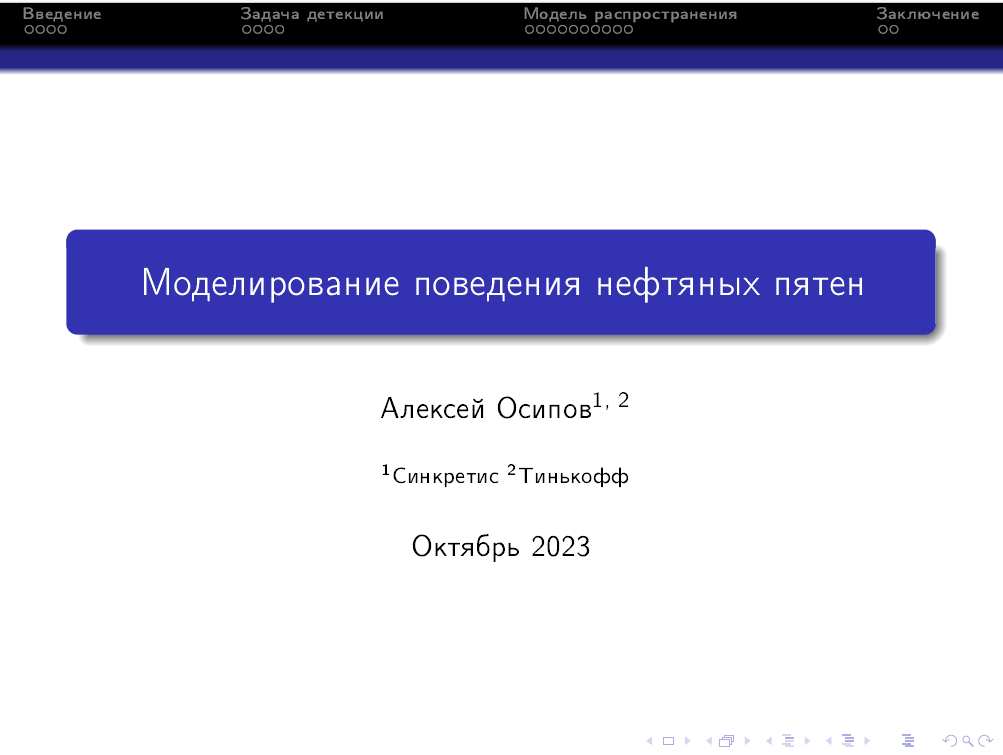 Введение Задача детекции Модель распространения Заключение
Моделирование поведения нефтяных пятен
Алексей Осипов1, 2
1Синкретис 2Тинькофф
Октябрь 2023